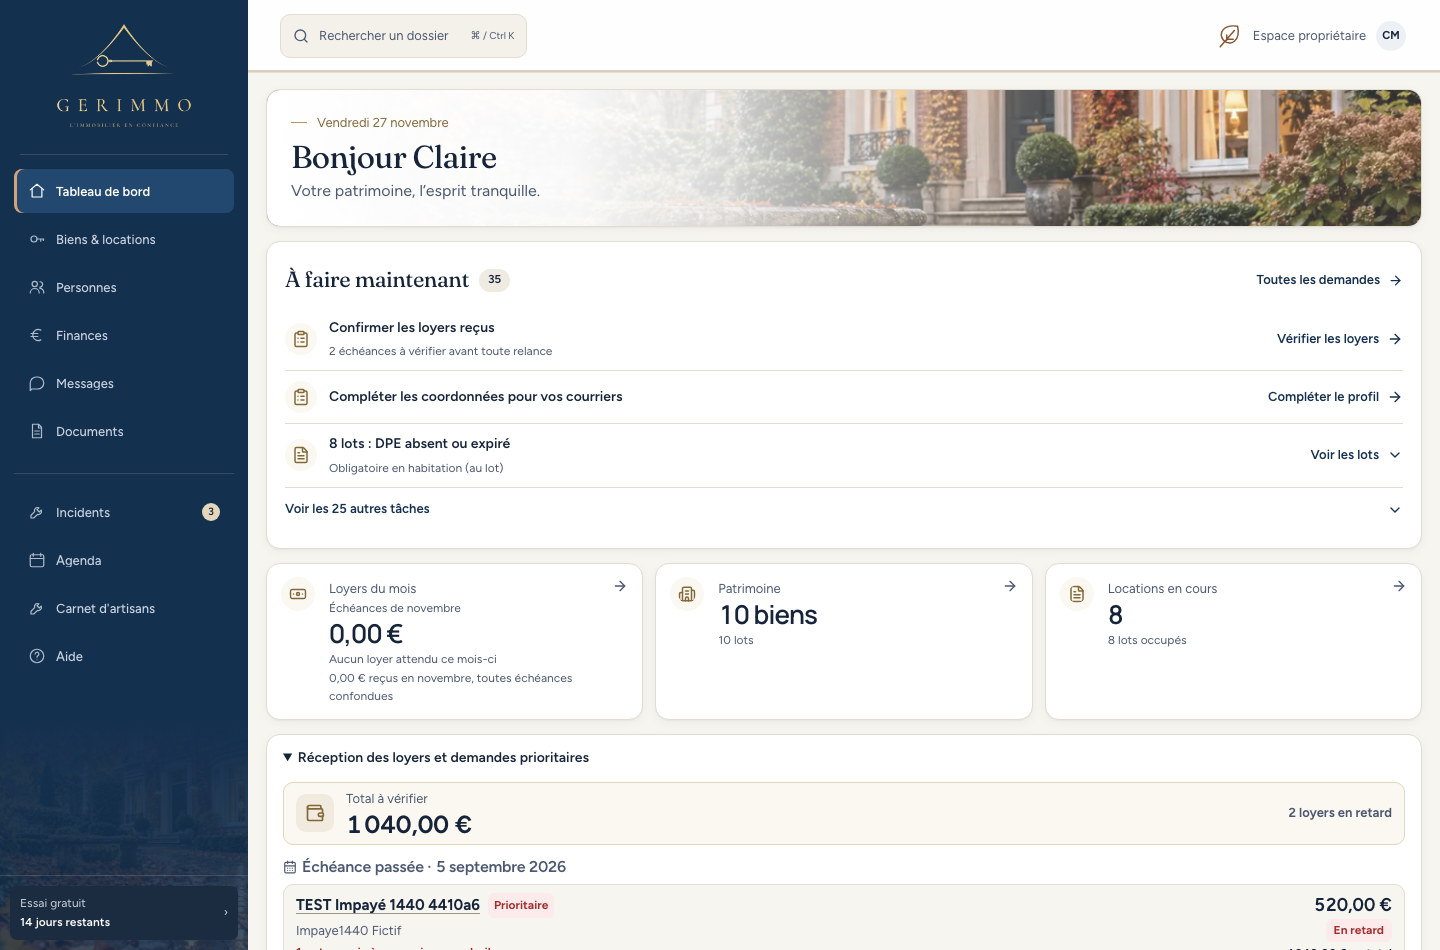 GERIMMO
L'IMMOBILIER EN CONFIANCE
Tableau de bord
Biens & locations
Personnes
Finances
Messages
Documents
Incidents
3
Agenda
Carnet d'artisans
Aide
Essai gratuit
14 jours restants
›
Rechercher un dossier
⌘ / Ctrl K
Espace propriétaire
CM
Vendredi 27 novembre
Bonjour Claire
Votre patrimoine, l’esprit tranquille.
À faire maintenant 35
Toutes les demandes
Confirmer les loyers reçus
2 échéances à vérifier avant toute relance
Vérifier les loyers
Compléter les coordonnées pour vos courriers
Compléter le profil
8 lots : DPE absent ou expiré
Obligatoire en habitation (au lot)
Voir les lots
Voir les 25 autres tâches
Loyers du mois
Échéances de novembre
0,00 €
Aucun loyer attendu ce mois-ci
0,00 € reçus en novembre, toutes échéances
confondues
Patrimoine
10 biens
10 lots
Locations en cours
8
8 lots occupés
Réception des loyers et demandes prioritaires
Total à vérifier
1 040,00 €
2 loyers en retard
Échéance passée · 5 septembre 2026
TEST Impayé 1440 4410a6
Prioritaire
520,00 €
Impaye1440 Fictif
En retard